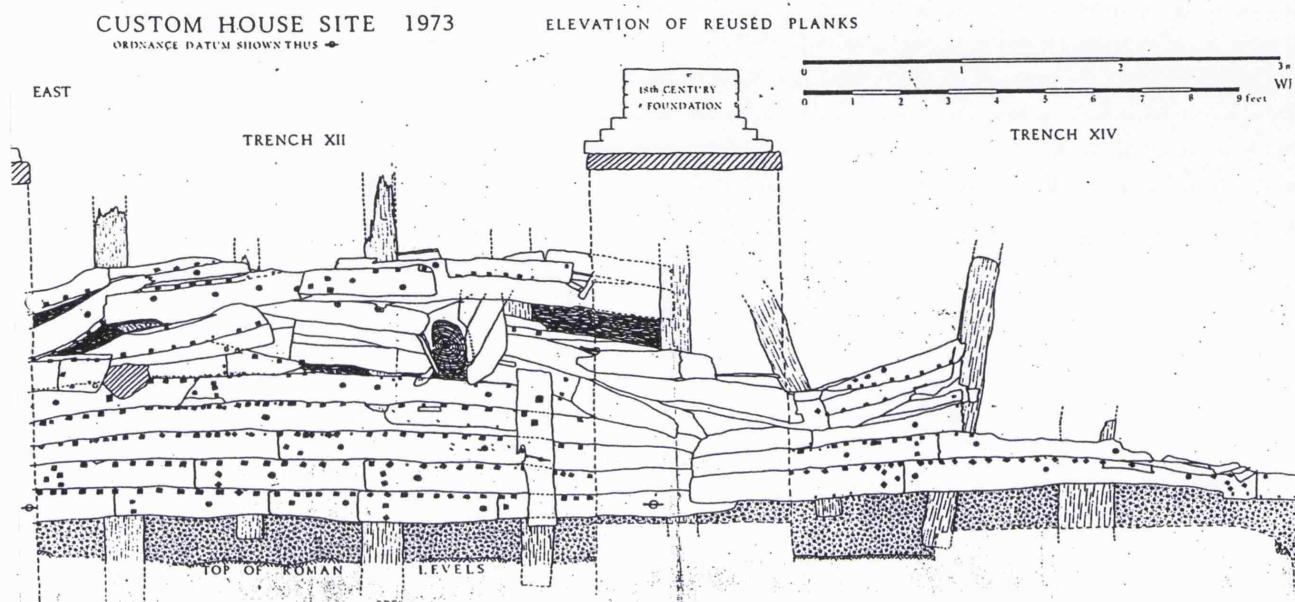 CUSTOM HOUSE SITE 1973
ORDNANCE DATUM SHOWN THUS
ELEVATION OF REUSED PLANKS
0 1 2 3 m
0 1 2 3 4 5 6 7 8 9 feet
EAST
18th CENTURY
FOUNDATION
TRENCH XII
TRENCH XIV
TOP OF ROMAN LEVELS